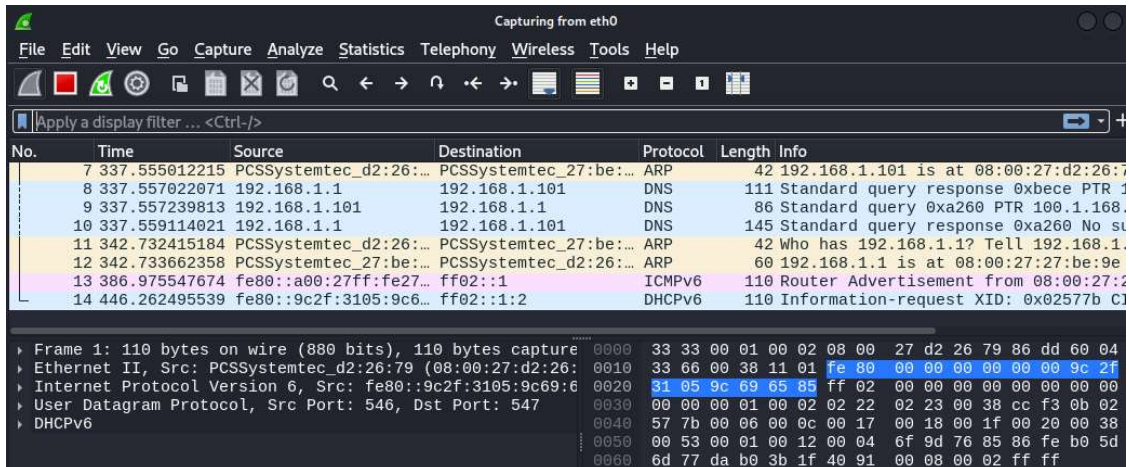 Capturing from eth0
File Edit View Go Capture Analyze Statistics Telephony Wireless Tools Help
Apply a display filter … <Ctrl-/>
No. Time Source Destination Protocol Length Info
7 337.555012215 PCSSystemtec_d2:26:… PCSSystemtec_27:be:… ARP 42 192.168.1.101 is at 08:00:27:d2:26:7
8 337.557022071 192.168.1.1 192.168.1.101 DNS 111 Standard query response 0xbece PTR 1
9 337.557239813 192.168.1.101 192.168.1.1 DNS 86 Standard query 0xa260 PTR 100.1.168.
10 337.559114021 192.168.1.1 192.168.1.101 DNS 145 Standard query response 0xa260 No su
11 342.732415184 PCSSystemtec_d2:26:… PCSSystemtec_27:be:… ARP 42 Who has 192.168.1.1? Tell 192.168.1.
12 342.733662358 PCSSystemtec_27:be:… PCSSystemtec_d2:26:… ARP 60 192.168.1.1 is at 08:00:27:27:be:9e
13 386.975547674 fe80::a00:27ff:fe27… ff02::1 ICMPv6 110 Router Advertisement from 08:00:27:2
14 446.262495539 fe80::9c2f:3105:9c6… ff02::1:2 DHCPv6 110 Information-request XID: 0x02577b CI
Frame 1: 110 bytes on wire (880 bits), 110 bytes capture
Ethernet II, Src: PCSSystemtec_d2:26:79 (08:00:27:d2:26:
Internet Protocol Version 6, Src: fe80::9c2f:3105:9c69:6
User Datagram Protocol, Src Port: 546, Dst Port: 547
DHCPv6
0000 33 33 00 01 00 02 08 00 27 d2 26 79 86 dd 60 04
0010 33 66 00 38 11 01 fe 80 00 00 00 00 00 00 9c 2f
0020 31 05 9c 69 65 85 ff 02 00 00 00 00 00 00 00 00
0030 00 00 00 01 00 02 02 22 02 23 00 38 cc f3 0b 02
0040 57 7b 00 06 00 0c 00 17 00 18 00 1f 00 20 00 38
0050 00 53 00 01 00 12 00 04 6f 9d 76 85 86 fe b0 5d
0060 6d 77 da b0 3b 1f 40 91 00 08 00 02 ff ff